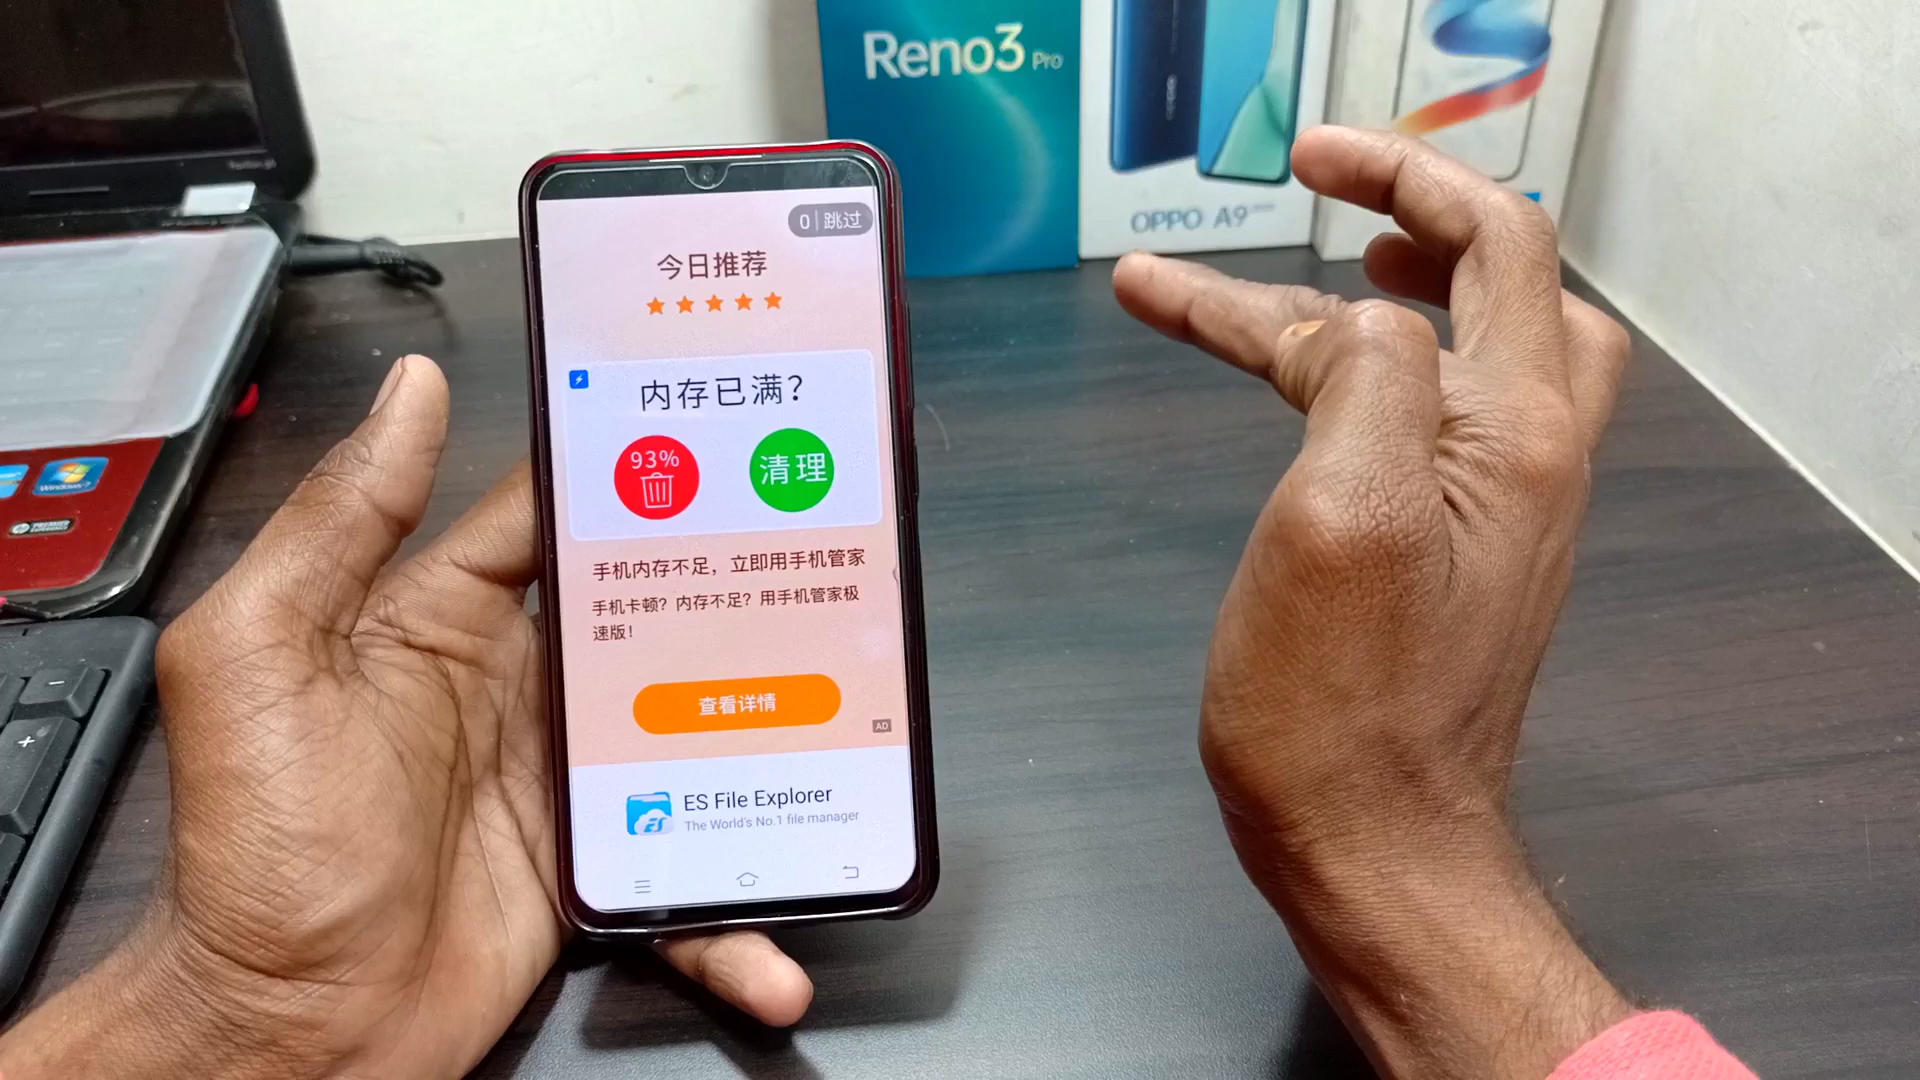 Reno3 Pro
OPPO A9
0 | 跳过
今日推荐
内存已满？
93%
清理
手机内存不足，立即用手机管家
手机卡顿？内存不足？用手机管家极
速版！
查看详情
AD
ES File Explorer
The World's No.1 file manager
ES
Windows 7
-
+